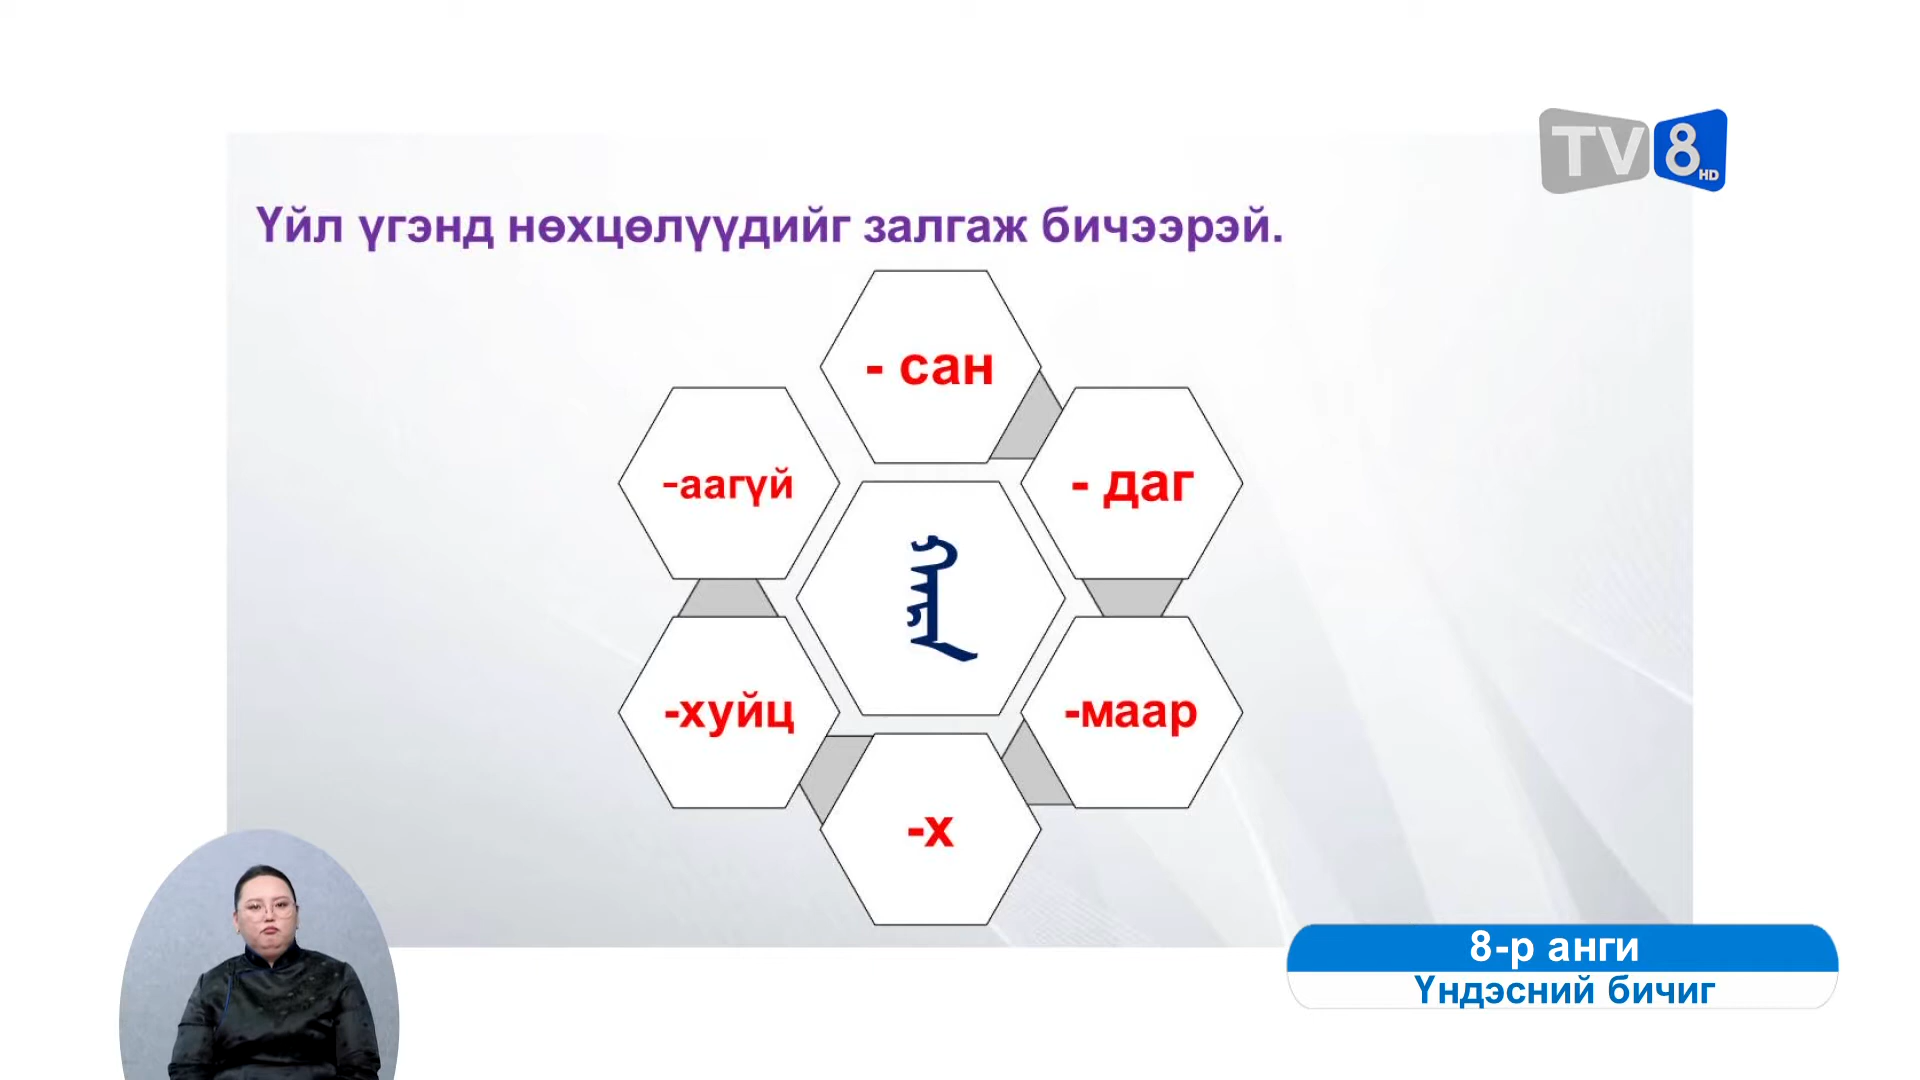 TV8 HD
Үйл үгэнд нөхцөлүүдийг залгаж бичээрэй.
- сан
- даг
-маар
-х
-хуйц
-аагүй
8-р анги
Үндэсний бичиг